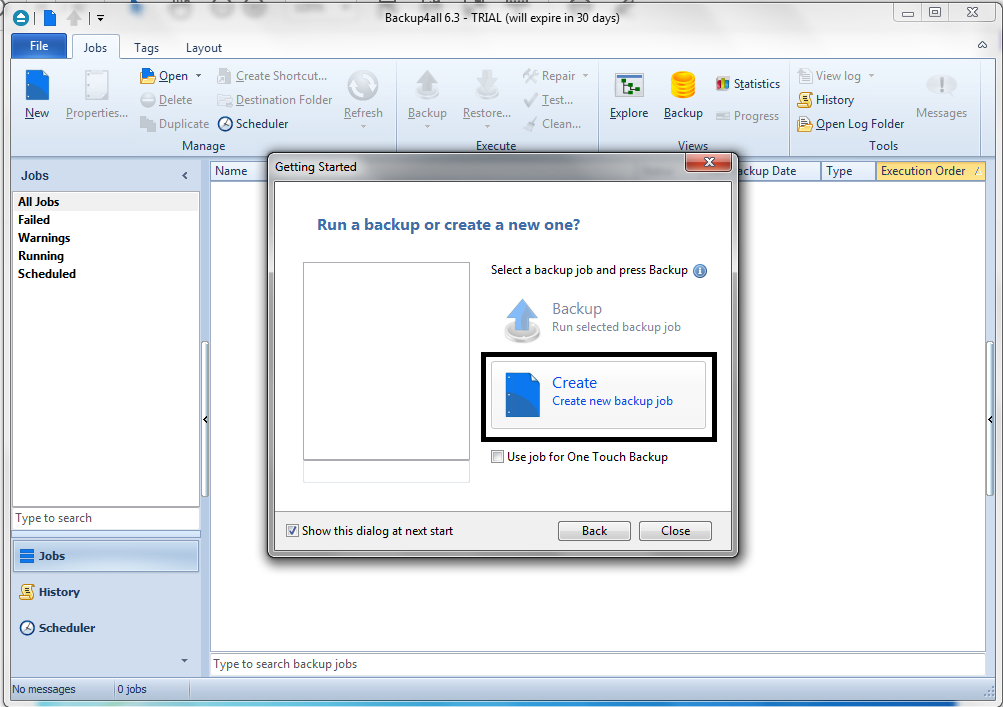 Backup4all 6.3 - TRIAL (will expire in 30 days)
File Jobs Tags Layout
New Properties... Open Delete Duplicate Create Shortcut... Destination Folder Scheduler Refresh
Manage
Backup Restore... Repair Test... Clean...
Execute
Explore Backup Statistics Progress
Views
View log History Open Log Folder Messages
Tools
Jobs
All Jobs
Failed
Warnings
Running
Scheduled
Type to search
Jobs
History
Scheduler
Name ackup Date Type Execution Order
Getting Started
Run a backup or create a new one?
Select a backup job and press Backup
Backup
Run selected backup job
Create
Create new backup job
Use job for One Touch Backup
Show this dialog at next start Back Close
Type to search backup jobs
No messages 0 jobs